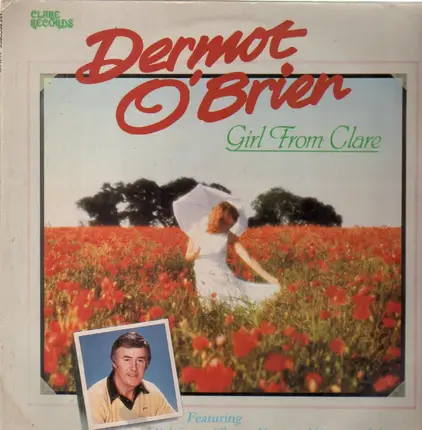 CLARE
RECORDS
Dermot
O'Brien
Girl From Clare
Featuring